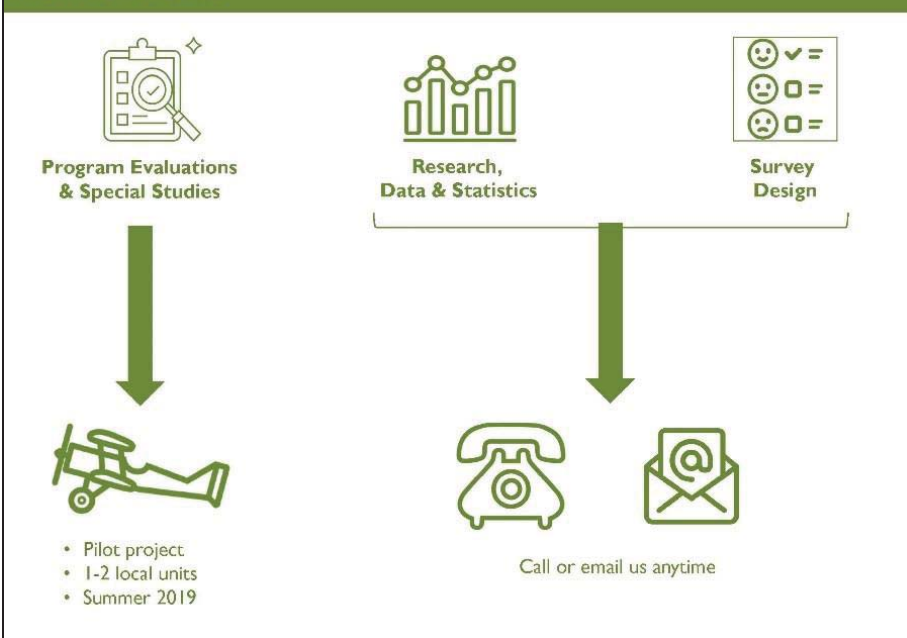 Program Evaluations
& Special Studies
Research,
Data & Statistics
Survey
Design
• Pilot project
• 1-2 local units
• Summer 2019
Call or email us anytime